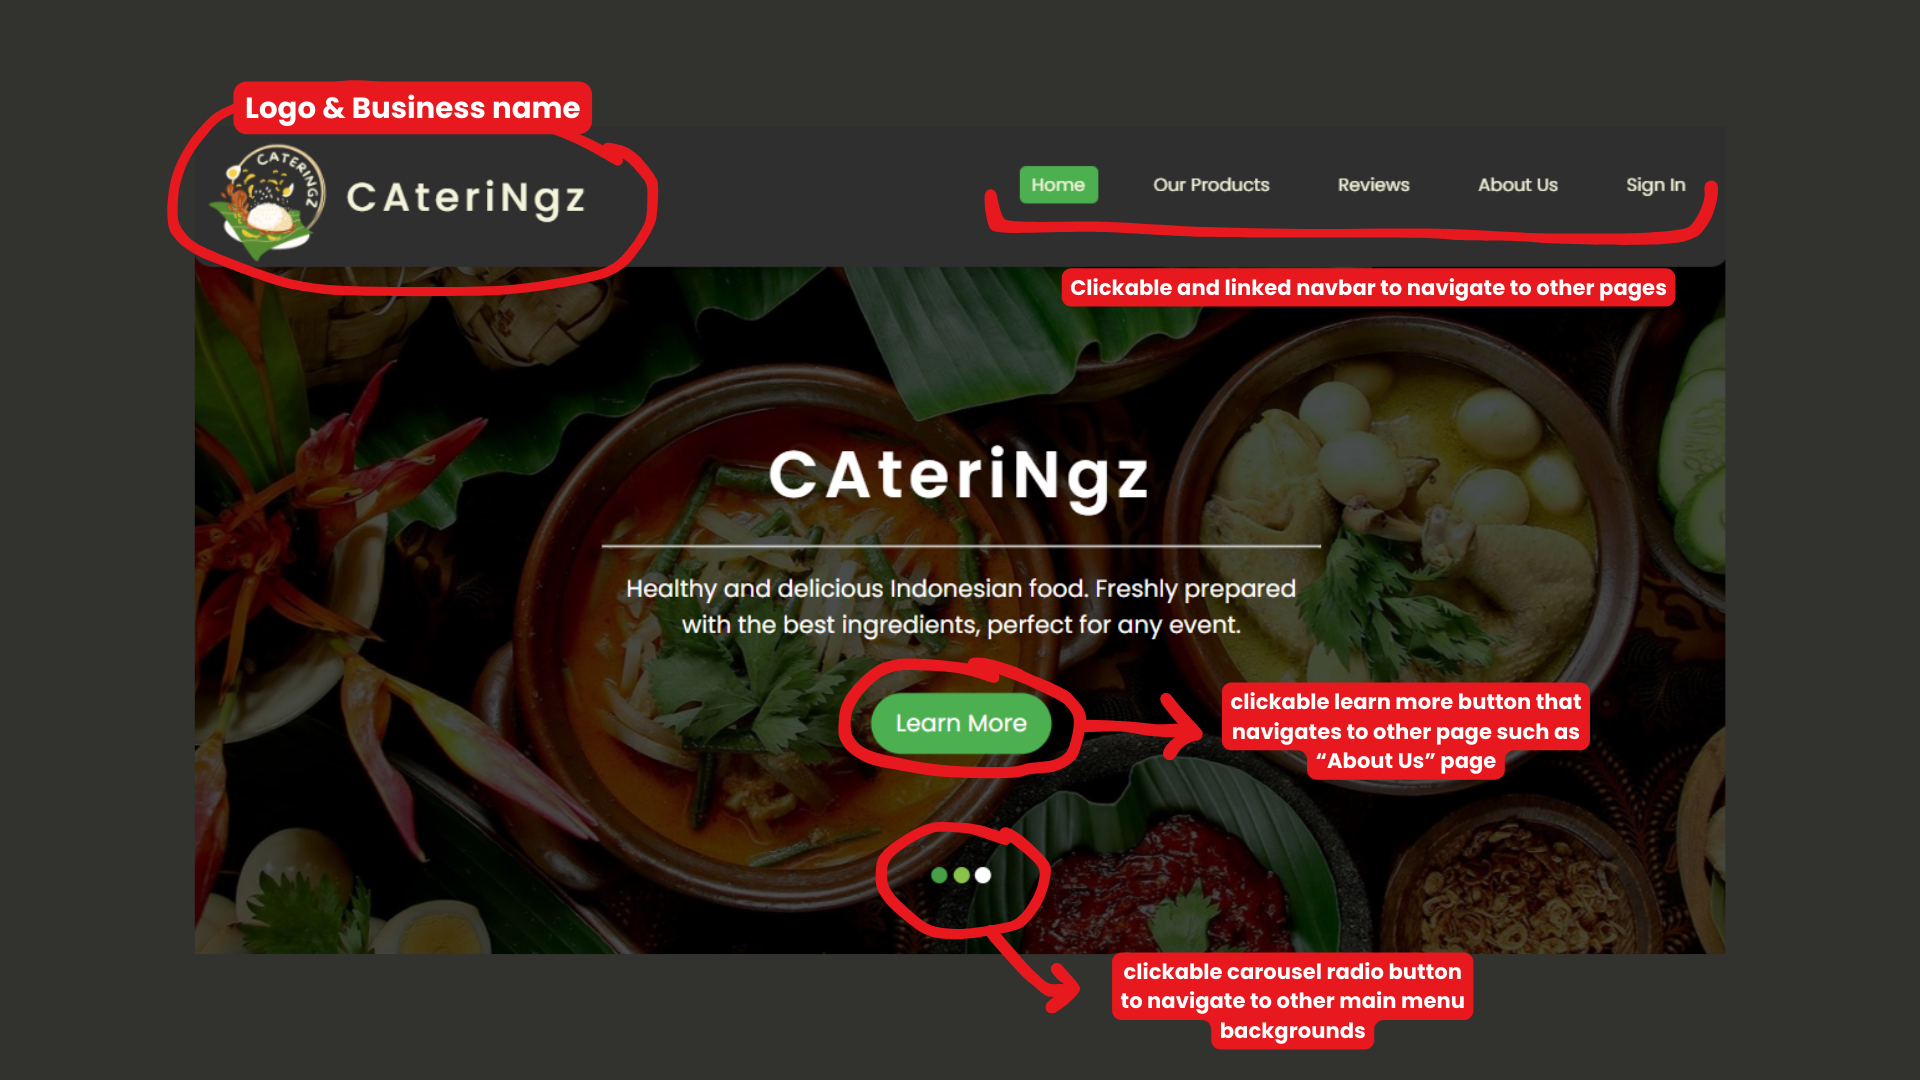 Logo & Business name
CATERINGZ
CAteriNgz
Home
Our Products
Reviews
About Us
Sign In
Clickable and linked navbar to navigate to other pages
CAteriNgz
Healthy and delicious Indonesian food. Freshly prepared
with the best ingredients, perfect for any event.
Learn More
clickable learn more button that
navigates to other page such as
“About Us” page
clickable carousel radio button
to navigate to other main menu
backgrounds